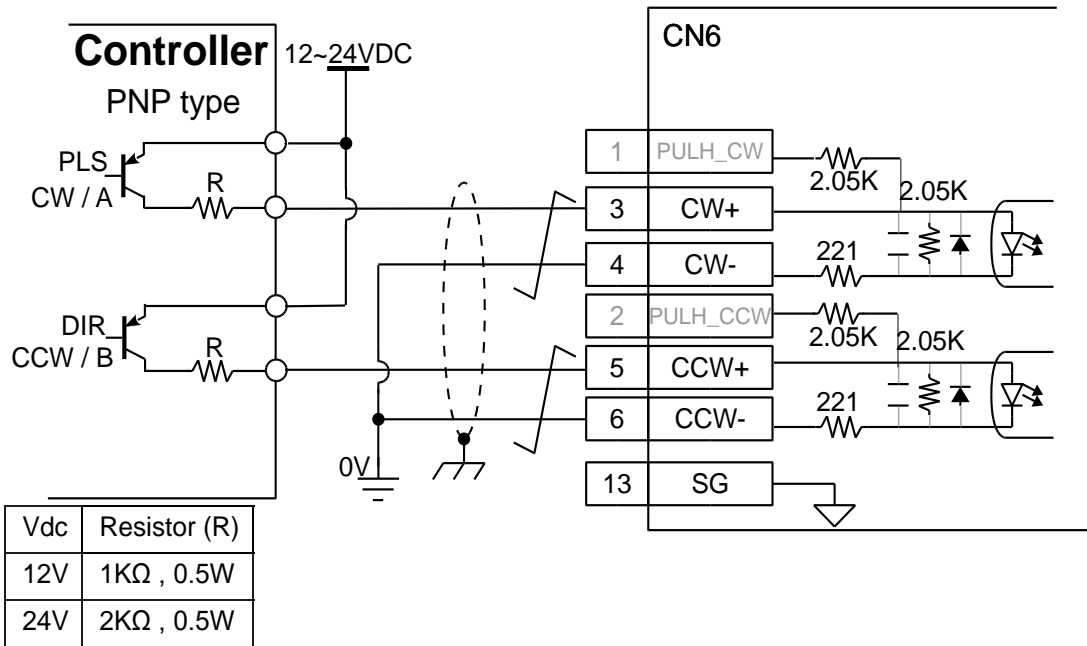 Controller
PNP type
12~24VDC
PLS
CW / A
R
DIR
CCW / B
R
0V
CN6
1 PULH_CW
2.05K
2.05K
3 CW+
4 CW-
221
2 PULH_CCW
2.05K
2.05K
5 CCW+
6 CCW-
221
13 SG
Vdc Resistor (R)
12V 1KΩ , 0.5W
24V 2KΩ , 0.5W